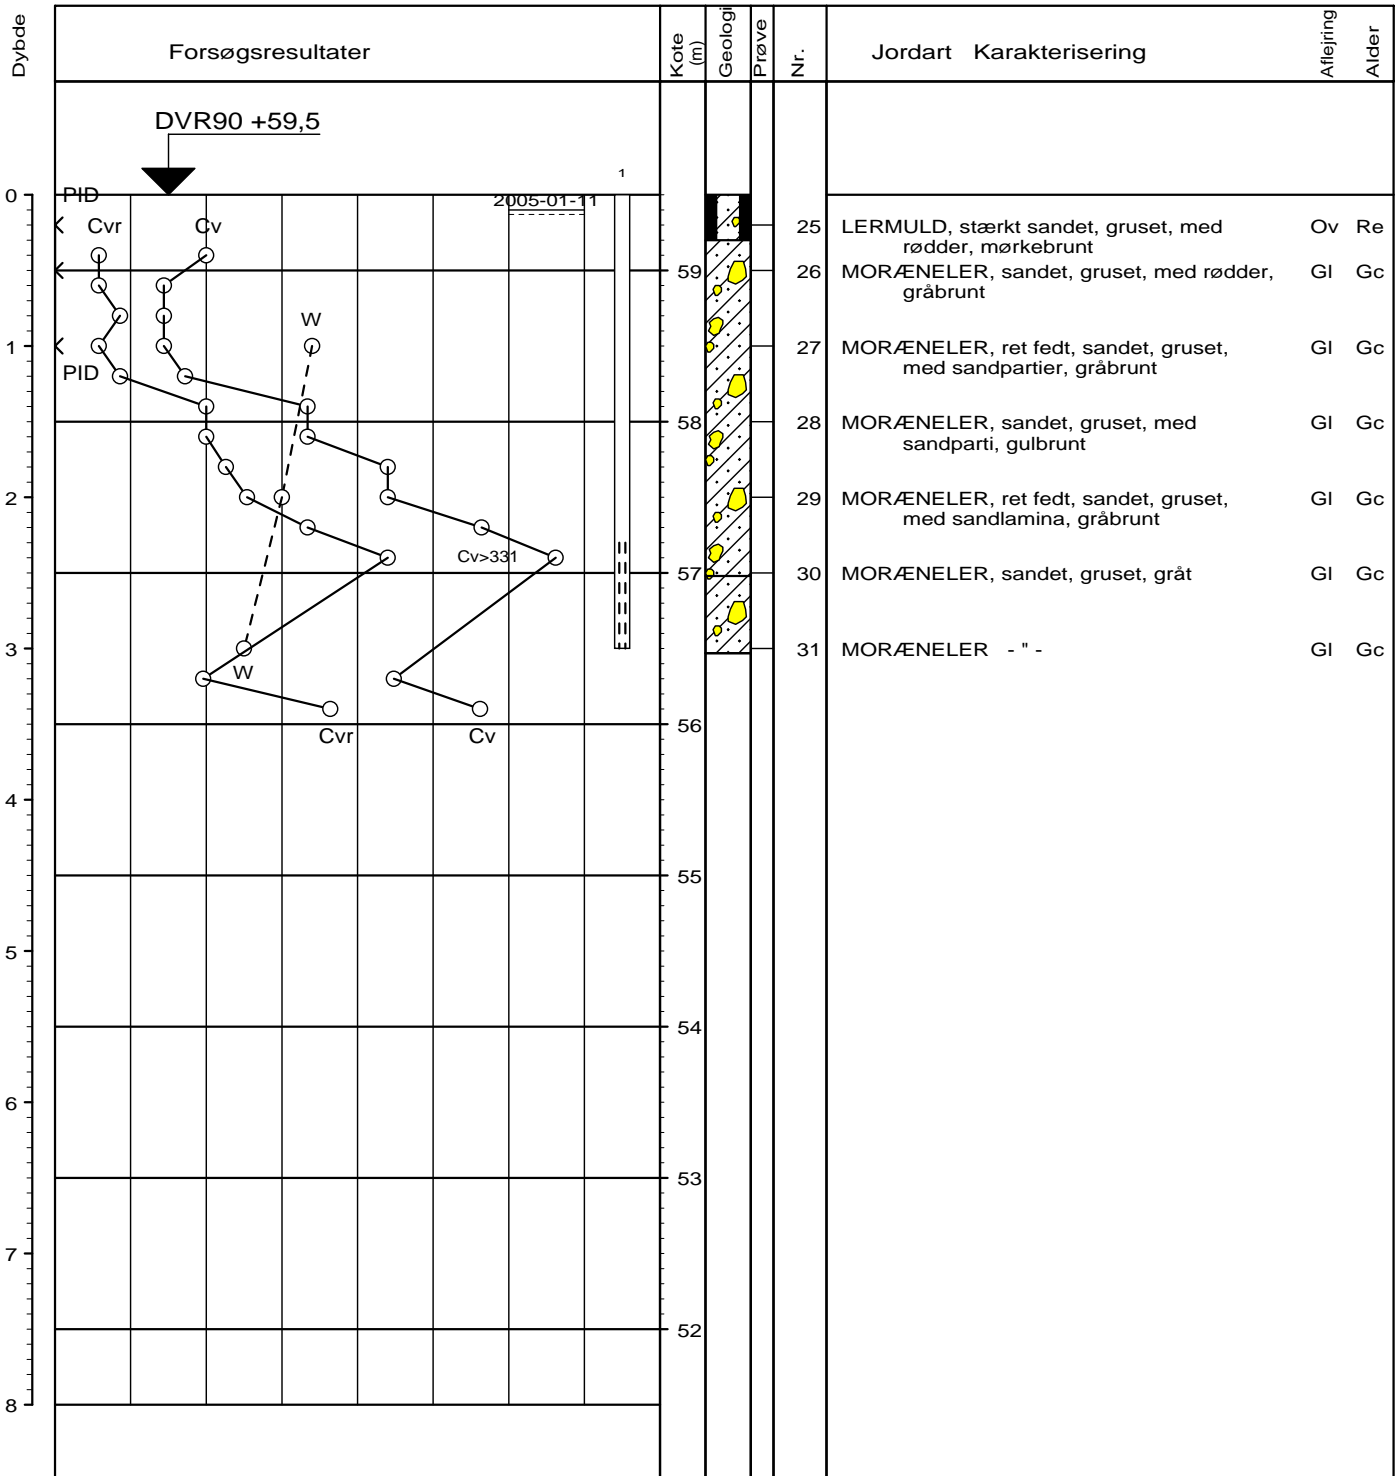 Dybde
Forsøgsresultater
Kote
(m)
Geologi
Prøve
Nr.
Jordart Karakterisering
Aflejring
Alder
DVR90 +59,5
1
0
PID
2005-01-11
Cvr
Cv
25 LERMULD, stærkt sandet, gruset, med Ov Re
rødder, mørkebrunt
59
26 MORÆNELER, sandet, gruset, med rødder, Gl Gc
gråbrunt
W
1
27 MORÆNELER, ret fedt, sandet, gruset, Gl Gc
med sandpartier, gråbrunt
PID
58
28 MORÆNELER, sandet, gruset, med Gl Gc
sandparti, gulbrunt
2
29 MORÆNELER, ret fedt, sandet, gruset, Gl Gc
med sandlamina, gråbrunt
Cv>331
57
30 MORÆNELER, sandet, gruset, gråt Gl Gc
3
31 MORÆNELER - " - Gl Gc
W
56
Cvr
Cv
4
55
5
54
6
53
7
52
8